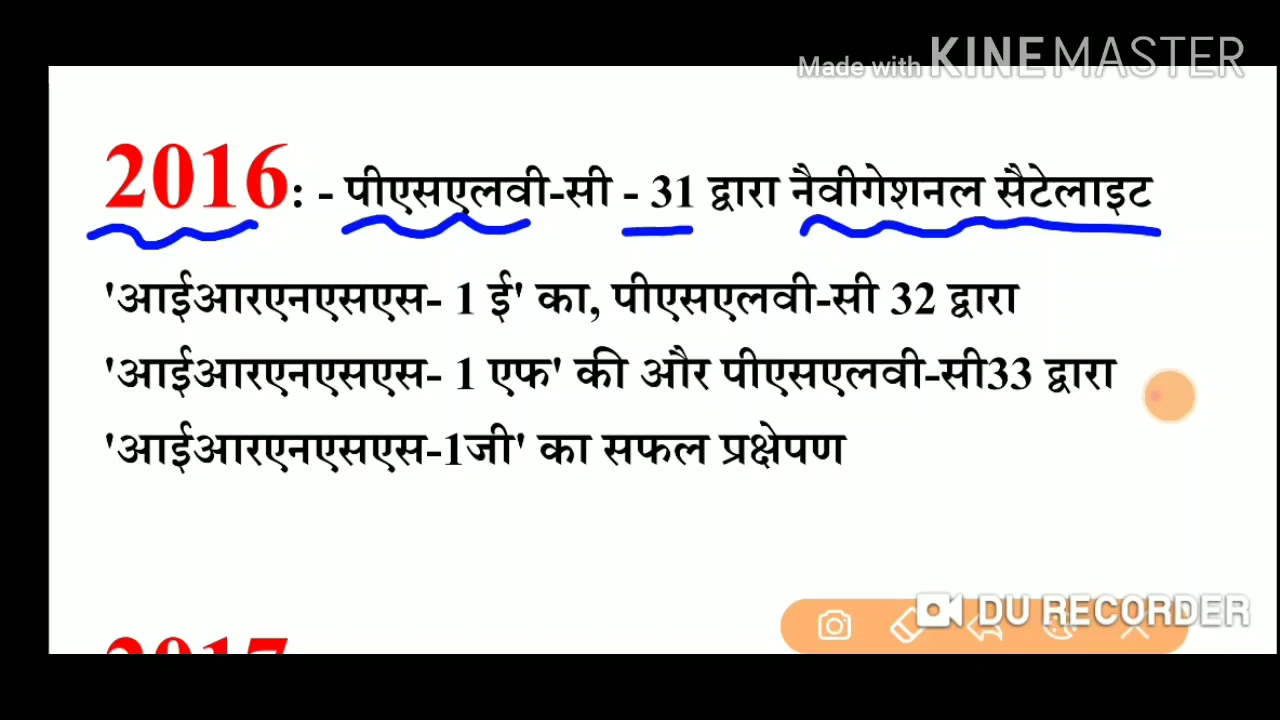 Made with KINEMASTER
2016: - पीएसएलवी-सी - 31 द्वारा नैवीगेशनल सैटेलाइट
'आईआरएनएसएस- 1 ई' का, पीएसएलवी-सी 32 द्वारा
'आईआरएनएसएस- 1 एफ' की और पीएसएलवी-सी33 द्वारा
'आईआरएनएसएस-1जी' का सफल प्रक्षेपण
DU RECORDER
2017